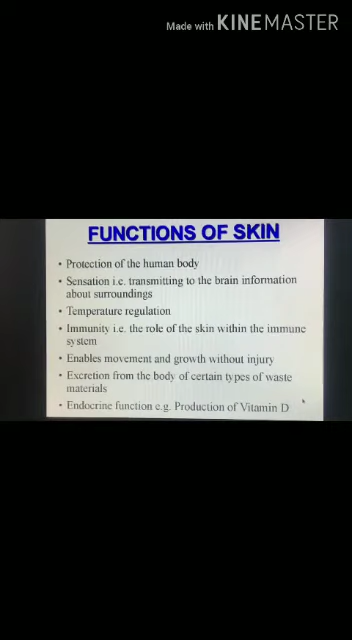 Made with KINEMASTER
FUNCTIONS OF SKIN
• Protection of the human body
• Sensation i.e. transmitting to the brain information
about surroundings
• Temperature regulation
• Immunity i.e. the role of the skin within the immune
system
• Enables movement and growth without injury
• Excretion from the body of certain types of waste
materials
• Endocrine function e.g. Production of Vitamin D